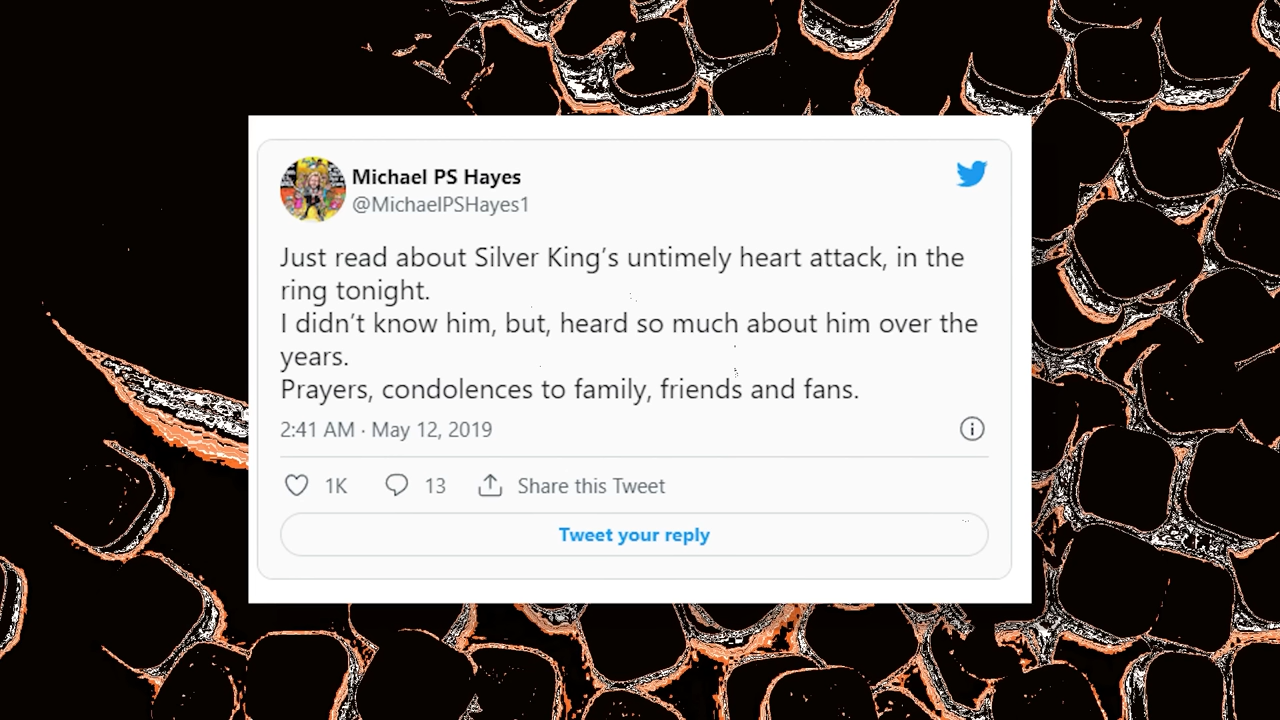 Michael PS Hayes
@MichaelPSHayes1
Just read about Silver King’s untimely heart attack, in the
ring tonight.
I didn’t know him, but, heard so much about him over the
years.
Prayers, condolences to family, friends and fans.
2:41 AM · May 12, 2019
1K 13 Share this Tweet
Tweet your reply